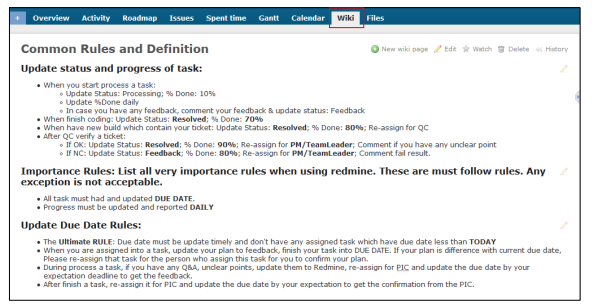 + Overview Activity Roadmap Issues Spent time Gantt Calendar Wiki Files
Common Rules and Definition
New wiki page Edit Watch Delete History
Update status and progress of task:
When you start process a task:
Update Status: Processing; % Done: 10%
Update %Done daily
In case you have any feedback, comment your feedback & update status: Feedback
When finish coding: Update Status: Resolved; % Done: 70%
When have new build which contain your ticket: Update Status: Resolved; % Done: 80%; Re-assign for QC
After QC verify a ticket:
If OK: Update Status: Resolved; % Done: 90%; Re-assign for PM/TeamLeader; Comment if you have any unclear point
If NC: Update Status: Feedback; % Done: 80%; Re-assign for PM/TeamLeader; Comment fail result.
Importance Rules: List all very importance rules when using redmine. These are must follow rules. Any
exception is not acceptable.
All task must had and updated DUE DATE.
Progress must be updated and reported DAILY
Update Due Date Rules:
The Ultimate RULE: Due date must be update timely and don't have any assigned task which have due date less than TODAY
When you are assigned into a task, update your plan to feedback, finish your task into DUE DATE. If your plan is difference with current due date,
Please re-assign that task for the person who assign this task for you to confirm your plan.
During process a task, if you have any Q&A, unclear points, update them to Redmine, re-assign for PIC and update the due date by your
expectation deadline to get the feedback.
After finish a task, re-assign it for PIC and update the due date by your expectation to get the confirmation from the PIC.